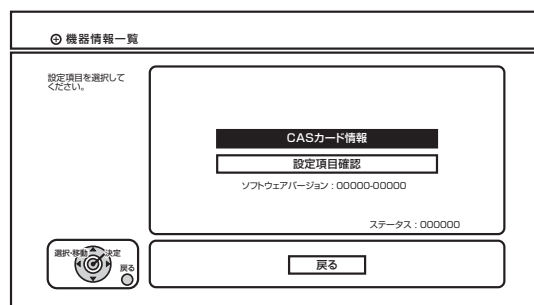 機器情報一覧
設定項目を選択して
ください。
CASカード情報
設定項目確認
ソフトウェアバージョン : 00000-00000
ステータス : 000000
選択・移動 決定
戻る
戻る